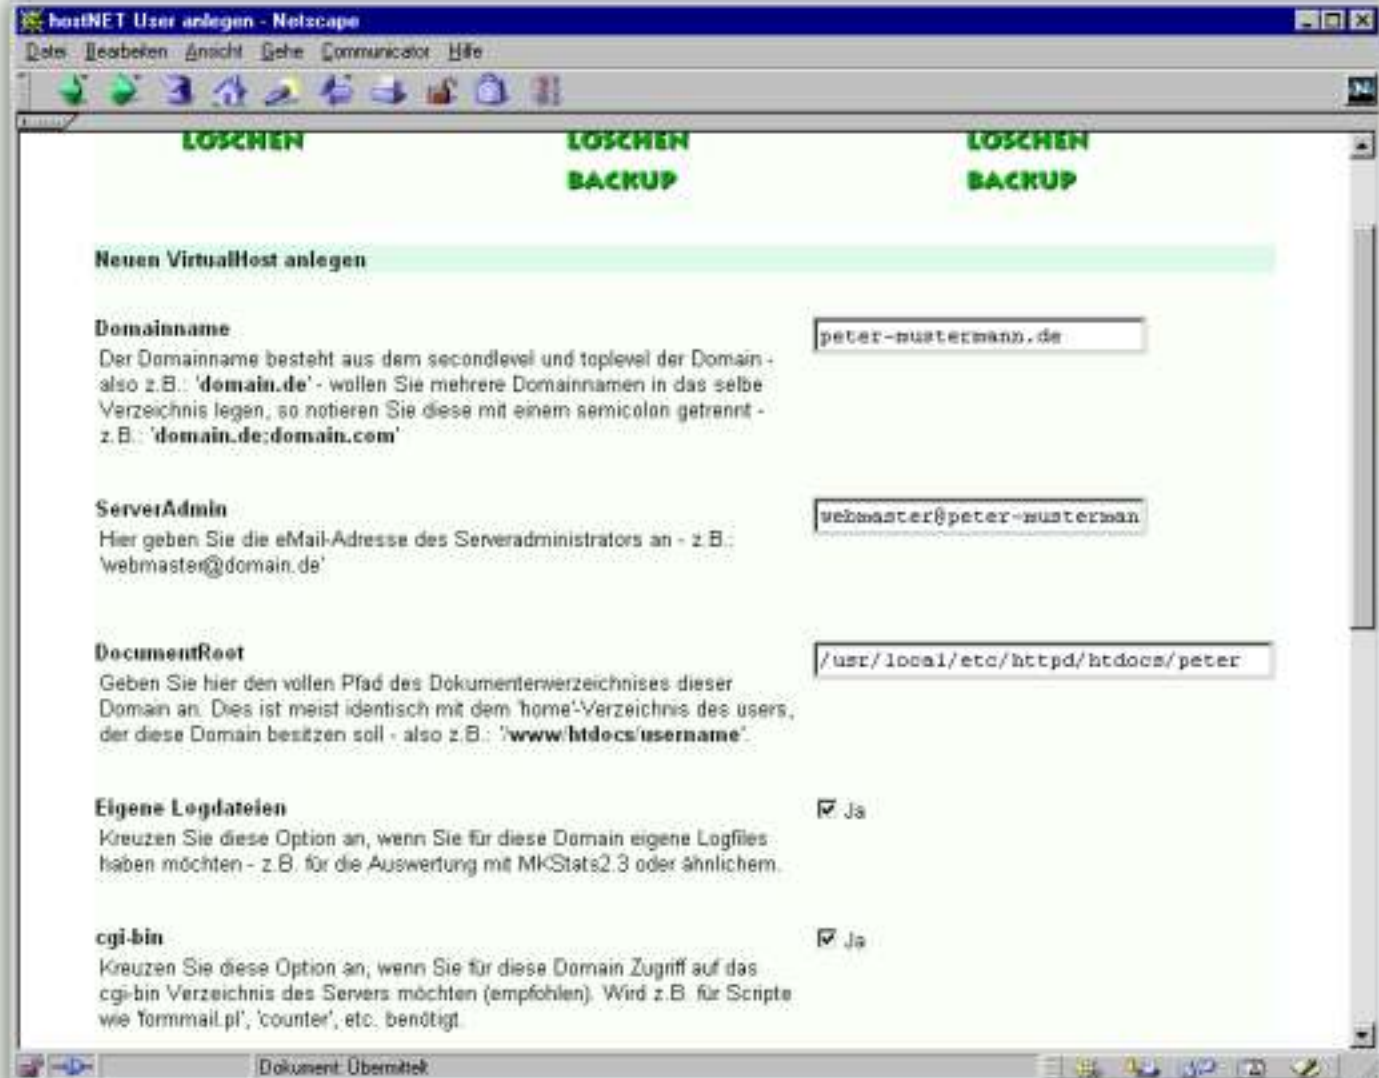 hostNET User anlegen - Netscape
Datei Bearbeiten Ansicht Gehe Communicator Hilfe
LÖSCHEN LÖSCHEN LÖSCHEN
BACKUP BACKUP
Neuen VirtualHost anlegen
Domainname
peter-mustermann.de
Der Domainname besteht aus dem secondlevel und toplevel der Domain -
also z.B.: 'domain.de' - wollen Sie mehrere Domainnamen in das selbe
Verzeichnis legen, so notieren Sie diese mit einem semicolon getrennt -
z.B.: 'domain.de;domain.com'
ServerAdmin
webmaster@peter-musterman
Hier geben Sie die eMail-Adresse des Serveradministrators an - z.B.:
'webmaster@domain.de'
DocumentRoot
/usr/local/etc/httpd/htdocs/peter
Geben Sie hier den vollen Pfad des Dokumentenverzeichnises dieser
Domain an. Dies ist meist identisch mit dem 'home'-Verzeichnis des users,
der diese Domain besitzen soll - also z.B.: '/www/htdocs/username'.
Eigene Logdateien
Ja
Kreuzen Sie diese Option an, wenn Sie für diese Domain eigene Logfiles
haben möchten - z.B. für die Auswertung mit MKStats2.3 oder ähnlichem.
cgi-bin
Ja
Kreuzen Sie diese Option an, wenn Sie für diese Domain Zugriff auf das
cgi-bin Verzeichnis des Servers möchten (empfohlen). Wird z.B. für Scripte
wie 'formmail.pl', 'counter', etc. benötigt.
Dokument: Übermittelt